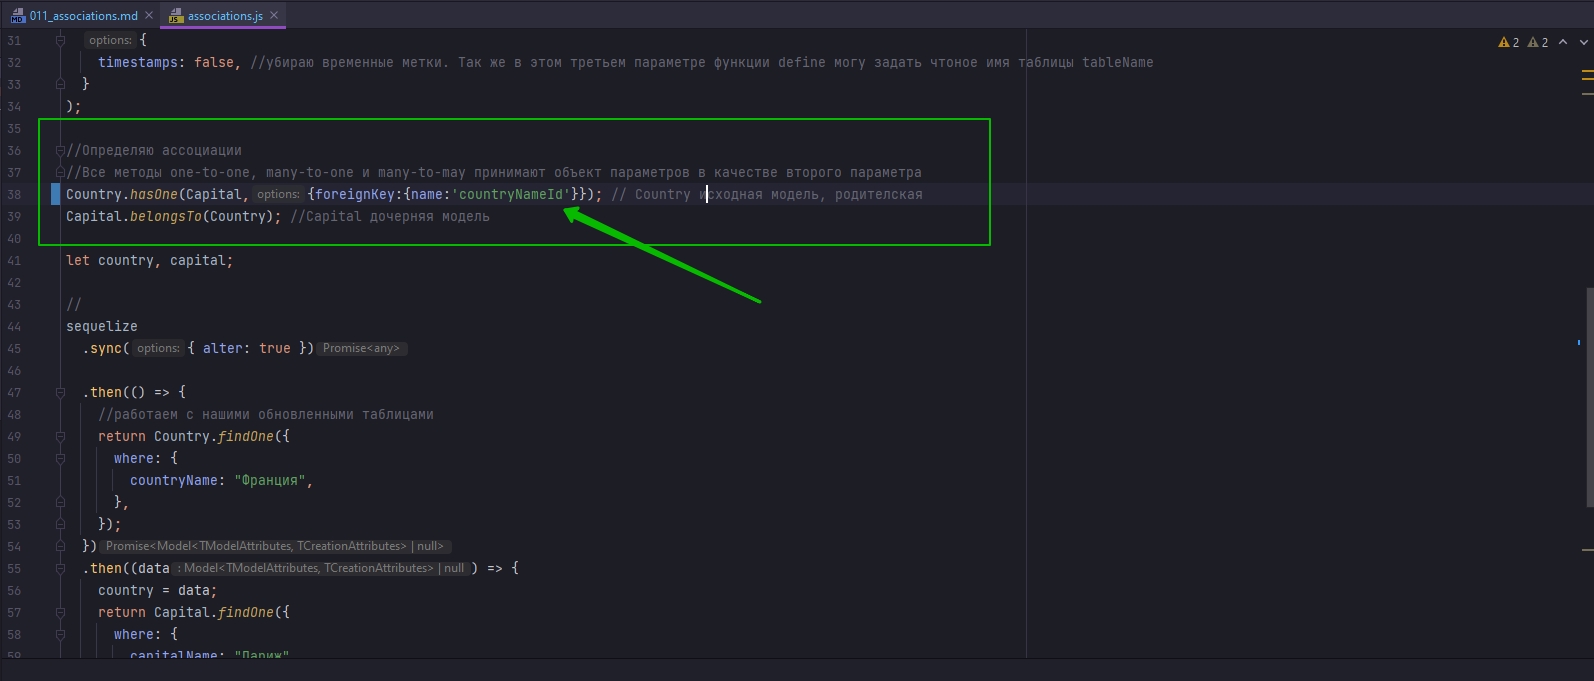 011_associations.md
associations.js
2 2
31 options: {
32 timestamps: false, //убираю временные метки. Так же в этом третьем параметре функции define могу задать чтоное имя таблицы tableName
33 }
34 );
35
36 //Определяю ассоциации
37 //Все методы one-to-one, many-to-one и many-to-may принимают объект параметров в качестве второго параметра
38 Country.hasOne(Capital, options: {foreignKey:{name:'countryNameId'}}); // Country исходная модель, родителская
39 Capital.belongsTo(Country); //Capital дочерняя модель
40
41 let country, capital;
42
43 //
44 sequelize
45 .sync( options: { alter: true }) Promise<any>
46
47 .then(() => {
48 //работаем с нашими обновленными таблицами
49 return Country.findOne({
50 where: {
51 countryName: "Франция",
52 },
53 });
54 }) Promise<Model<TModelAttributes, TCreationAttributes> | null>
55 .then((data : Model<TModelAttributes, TCreationAttributes> | null ) => {
56 country = data;
57 return Capital.findOne({
58 where: {
59 capitalName: "Париж"